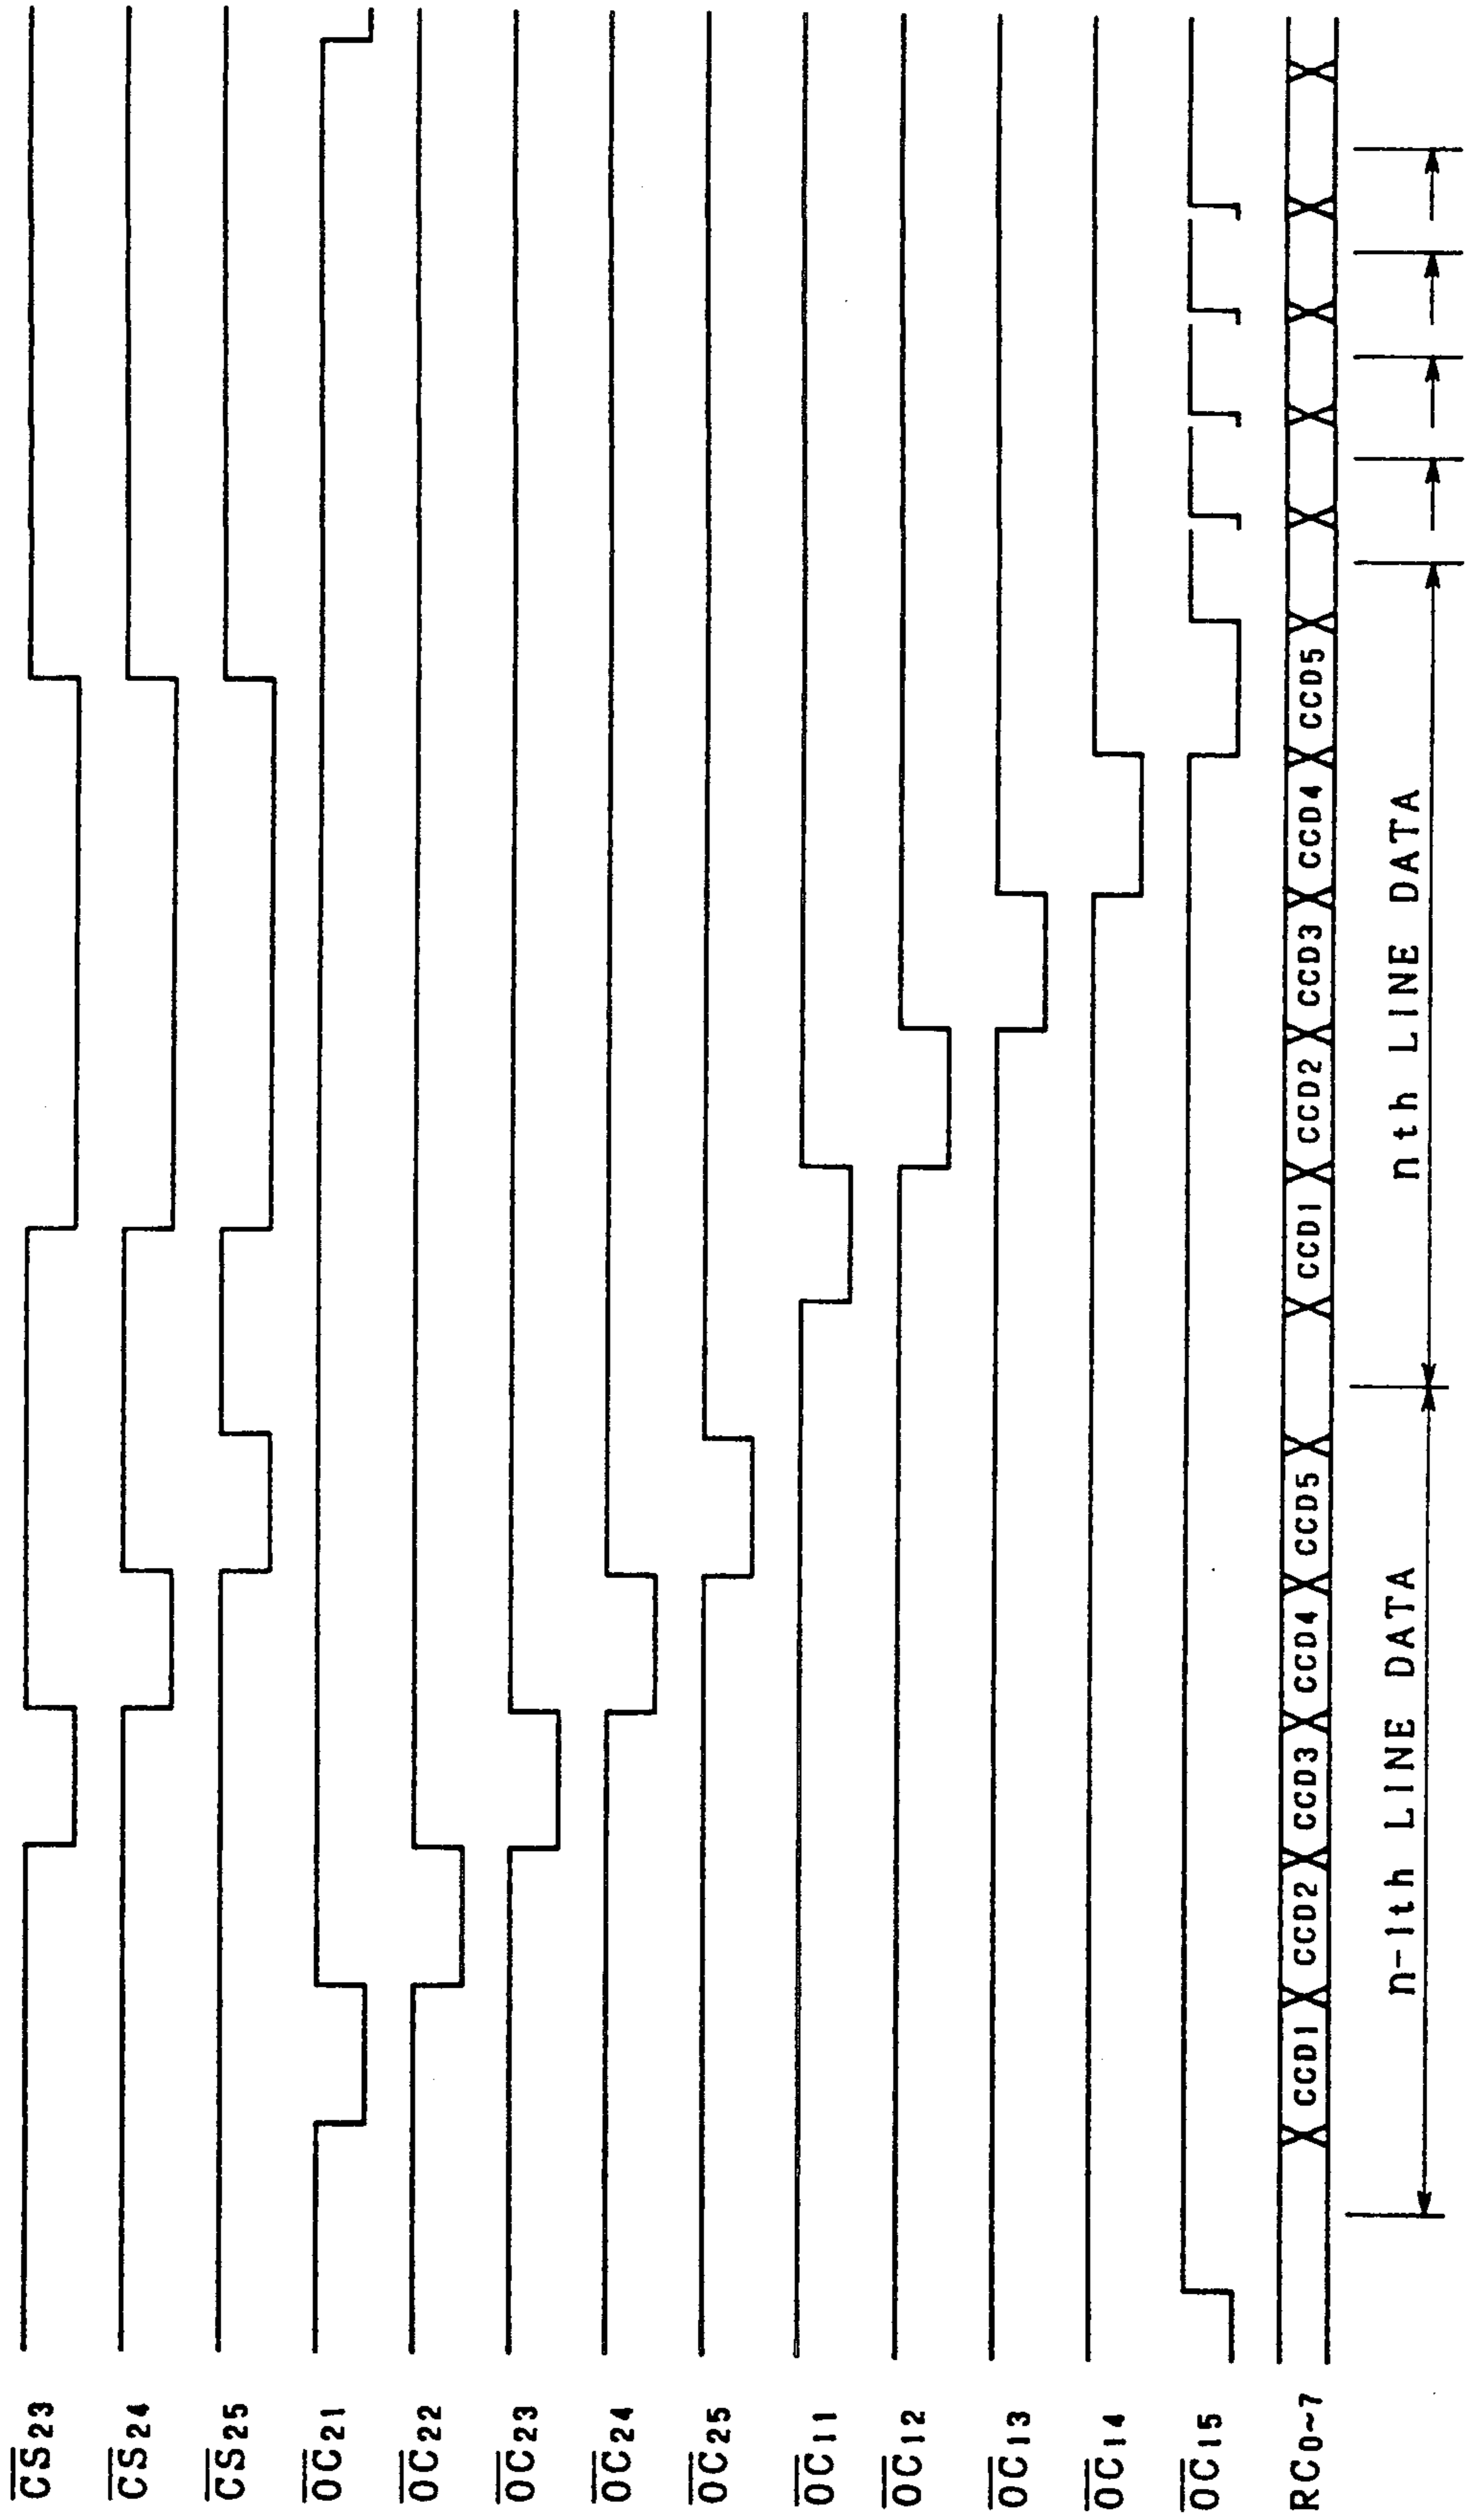 CS23
CS24
CS25
OC21
OC22
OC23
OC24
OC25
OC11
OC12
OC13
OC14
OC15
RC0~7 CCD1 CCD2 CCD3 CCD4 CCD5 CCD1 CCD2 CCD3 CCD4 CCD5
n-1th LINE DATA nth LINE DATA